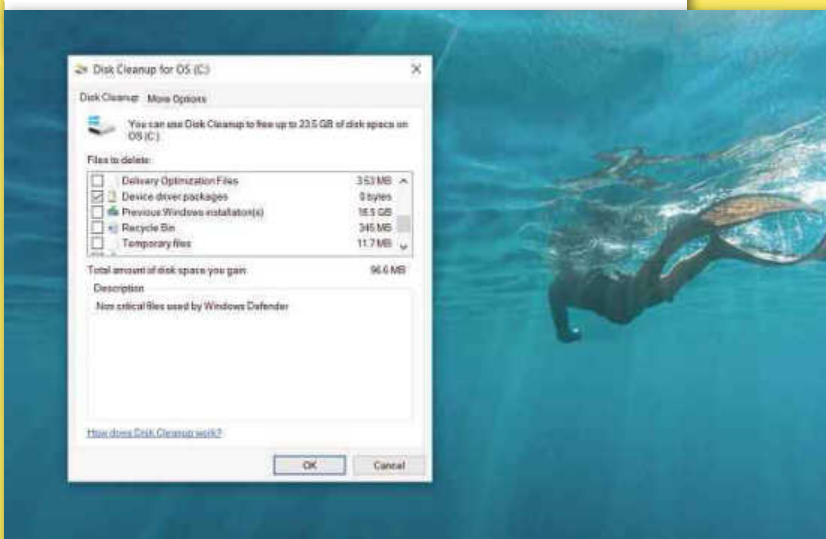 Disk Cleanup for OS (C:)
Disk Cleanup More Options
You can use Disk Cleanup to free up to 23.5 GB of disk space on
OS (C:)
Files to delete:
Delivery Optimization Files 3.53 MB
Device driver packages 0 bytes
Previous Windows installation(s) 16.5 GB
Recycle Bin 345 MB
Temporary files 11.7 MB
Total amount of disk space you gain: 96.6 MB
Description
Non critical files used by Windows Defender
How does Disk Cleanup work?
OK Cancel